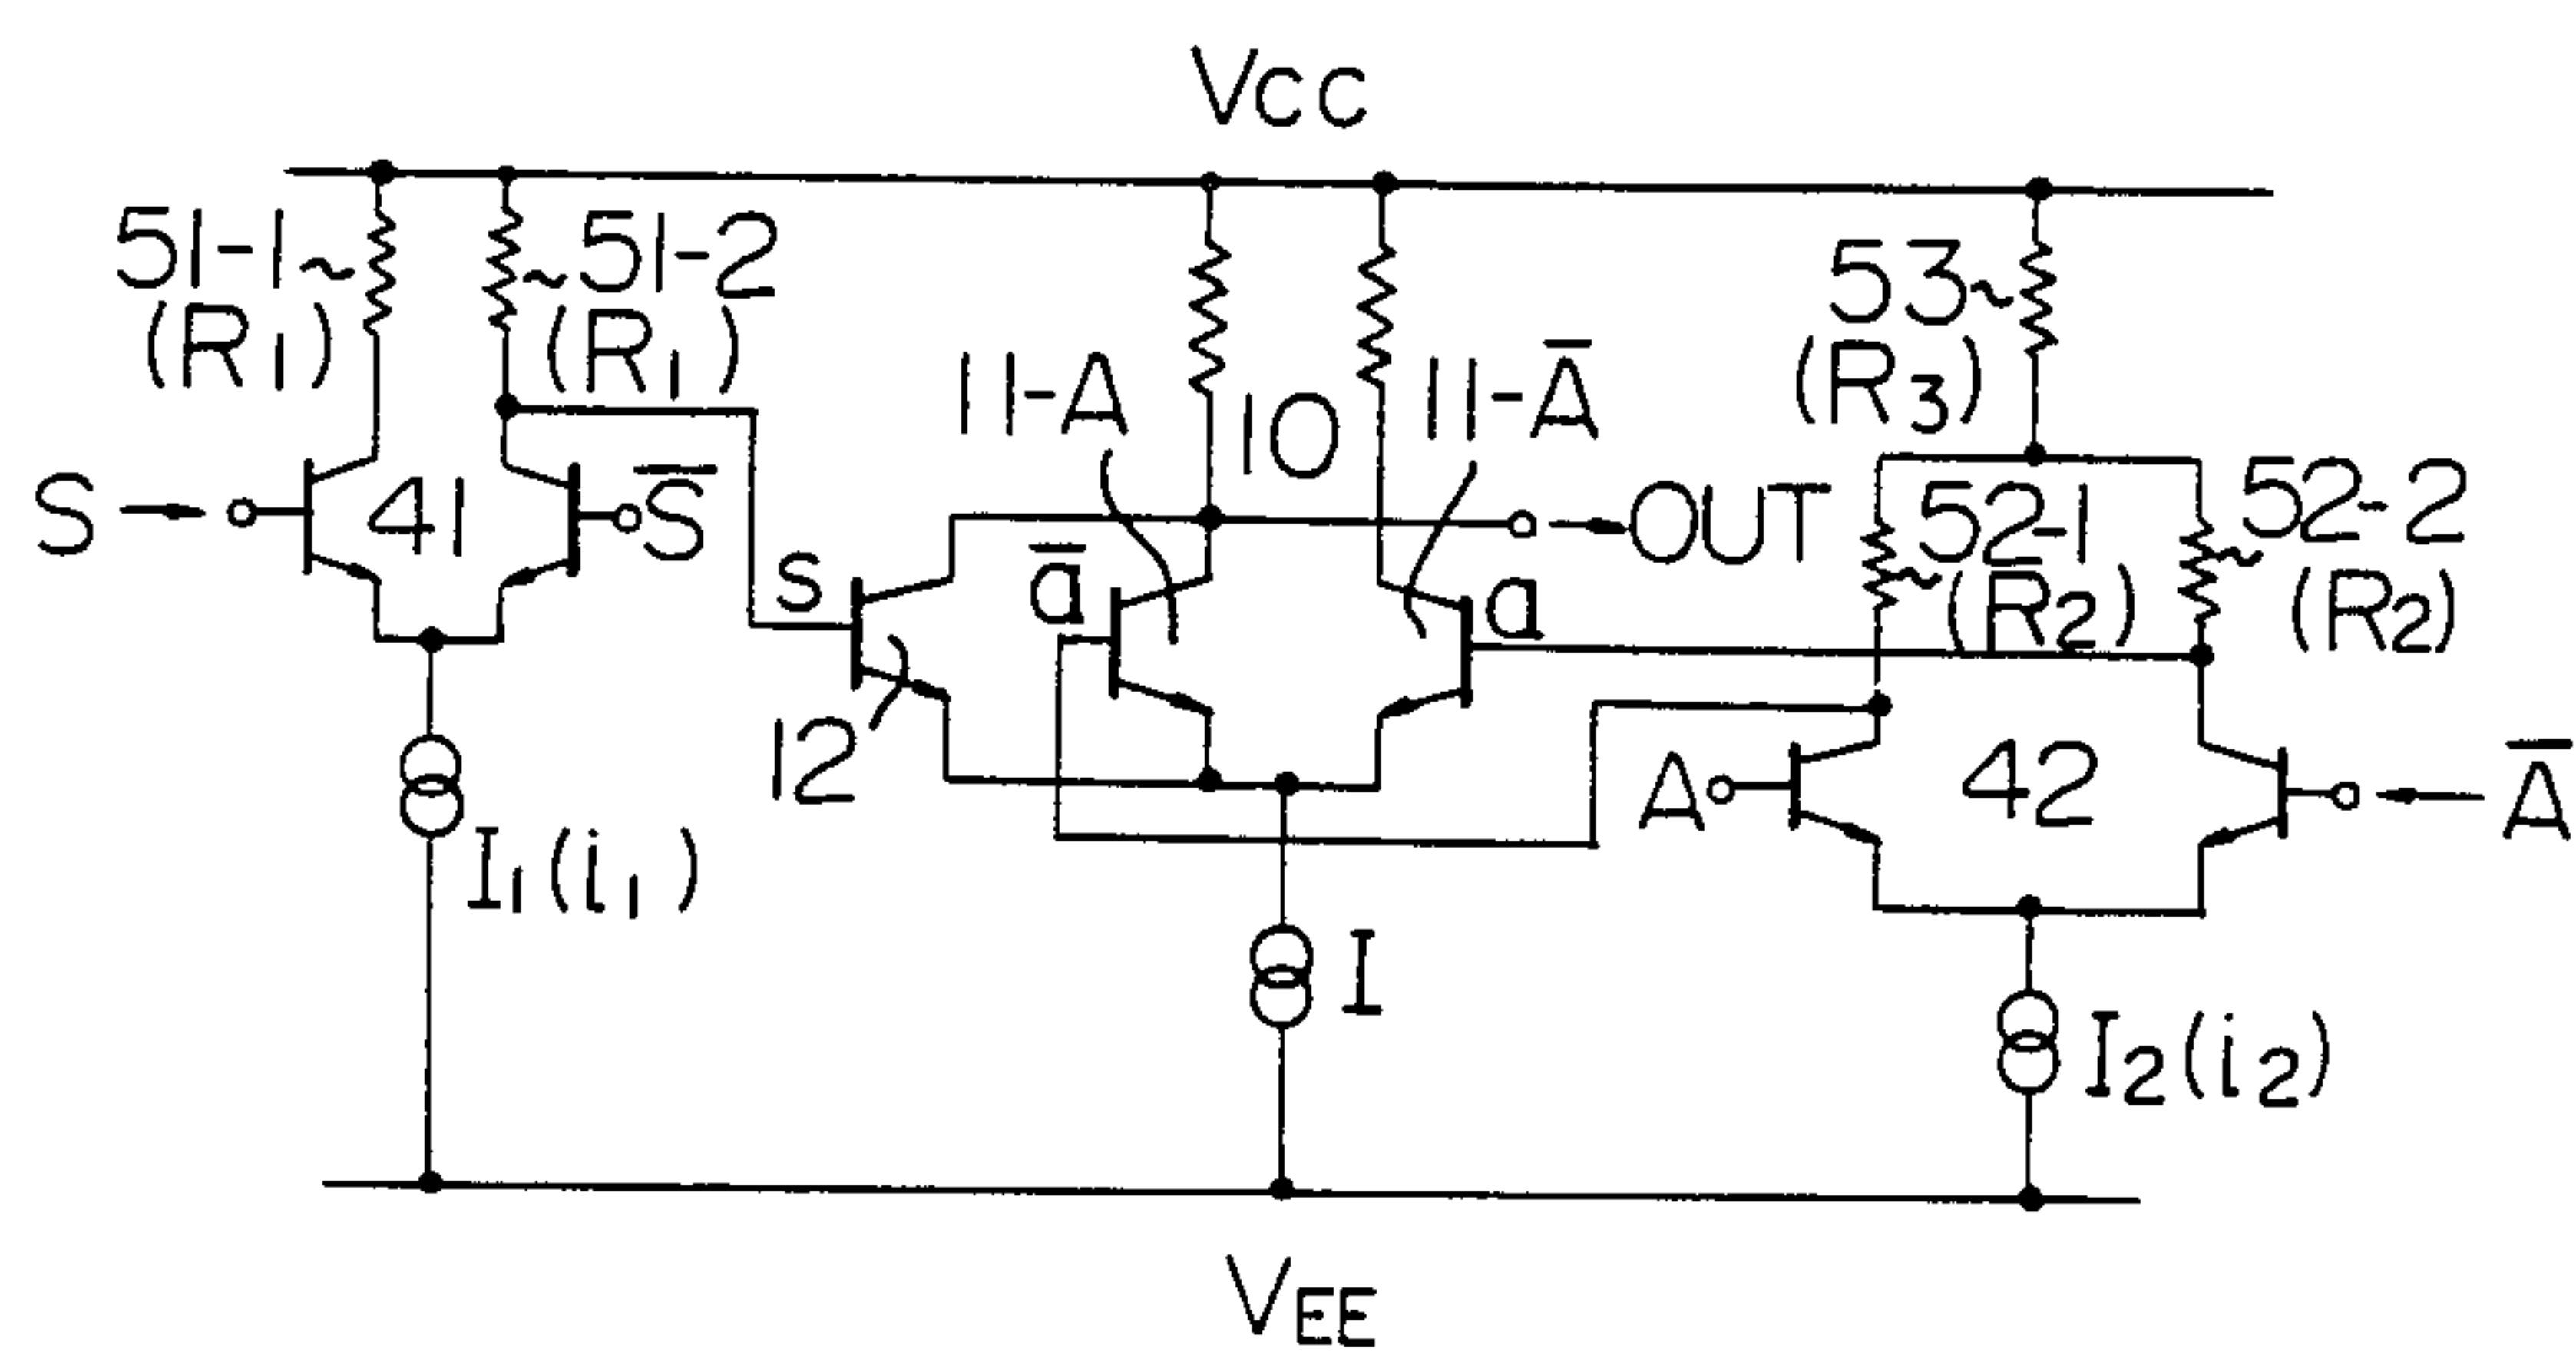 VCC
51-1
(R1)
51-2
(R1)
53
(R3)
11-A
10
11-A̅
S
41
S̅
OUT
52-1
(R2)
52-2
(R2)
s
a̅
a
12
A
42
A̅
I1(i1)
I
I2(i2)
VEE